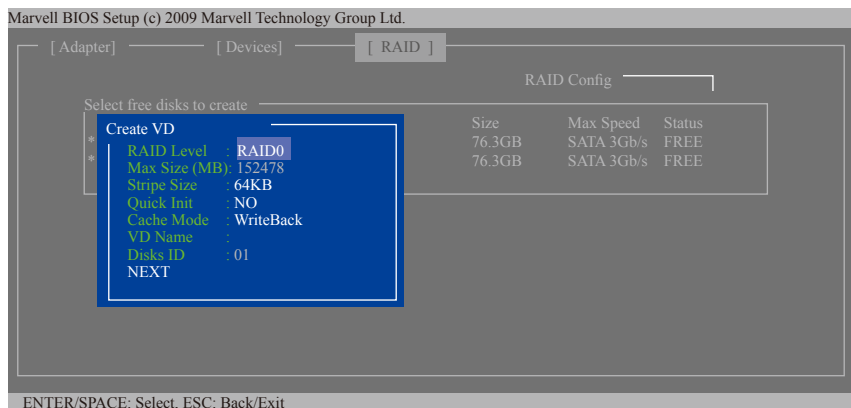 Marvell BIOS Setup (c) 2009 Marvell Technology Group Ltd.
[ Adapter] [ Devices] [ RAID ]
RAID Config
Select free disks to create
Size Max Speed Status
* 76.3GB SATA 3Gb/s FREE
* 76.3GB SATA 3Gb/s FREE
Create VD
RAID Level : RAID0
Max Size (MB): 152478
Stripe Size : 64KB
Quick Init : NO
Cache Mode : WriteBack
VD Name :
Disks ID : 01
NEXT
ENTER/SPACE: Select, ESC: Back/Exit